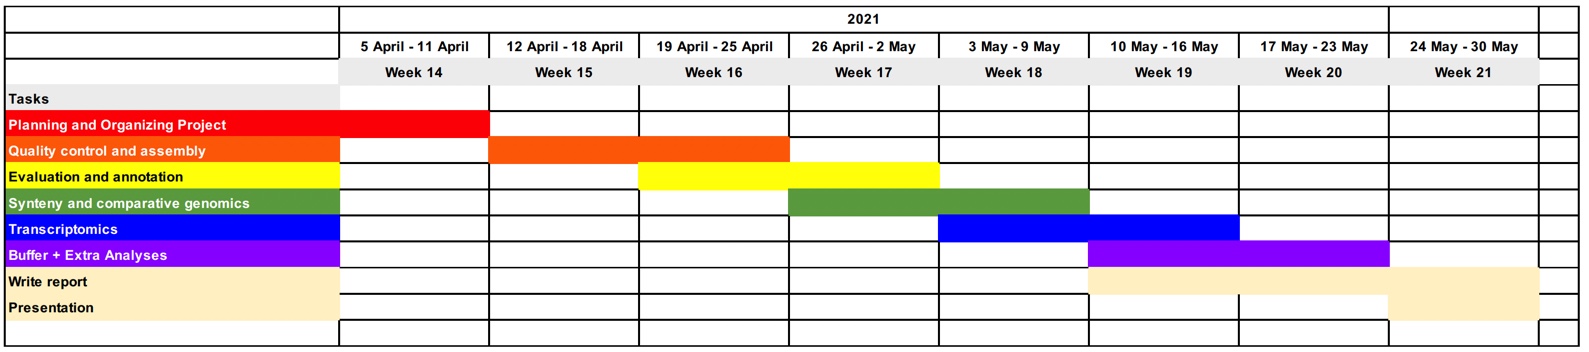 2021
5 April - 11 April 12 April - 18 April 19 April - 25 April 26 April - 2 May 3 May - 9 May 10 May - 16 May 17 May - 23 May 24 May - 30 May
Week 14 Week 15 Week 16 Week 17 Week 18 Week 19 Week 20 Week 21
Tasks
Planning and Organizing Project
Quality control and assembly
Evaluation and annotation
Synteny and comparative genomics
Transcriptomics
Buffer + Extra Analyses
Write report
Presentation